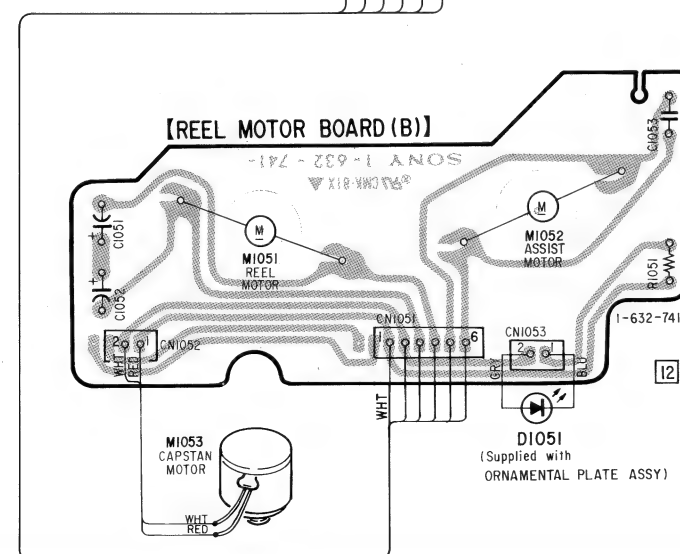 【REEL MOTOR BOARD(B)】
SONY 1-632-741-
CMK-81X
C1053
C1051
C1052
M
M1051
REEL
MOTOR
M
M1052
ASSIST
MOTOR
R1051
1-632-741
2 1
CN1052
WHT
RED
CN1051
1 6
WHT
CN1053
2 1
GRY
BLU
12
D1051
(Supplied with
ORNAMENTAL PLATE ASSY)
M1053
CAPSTAN
MOTOR
WHT
RED